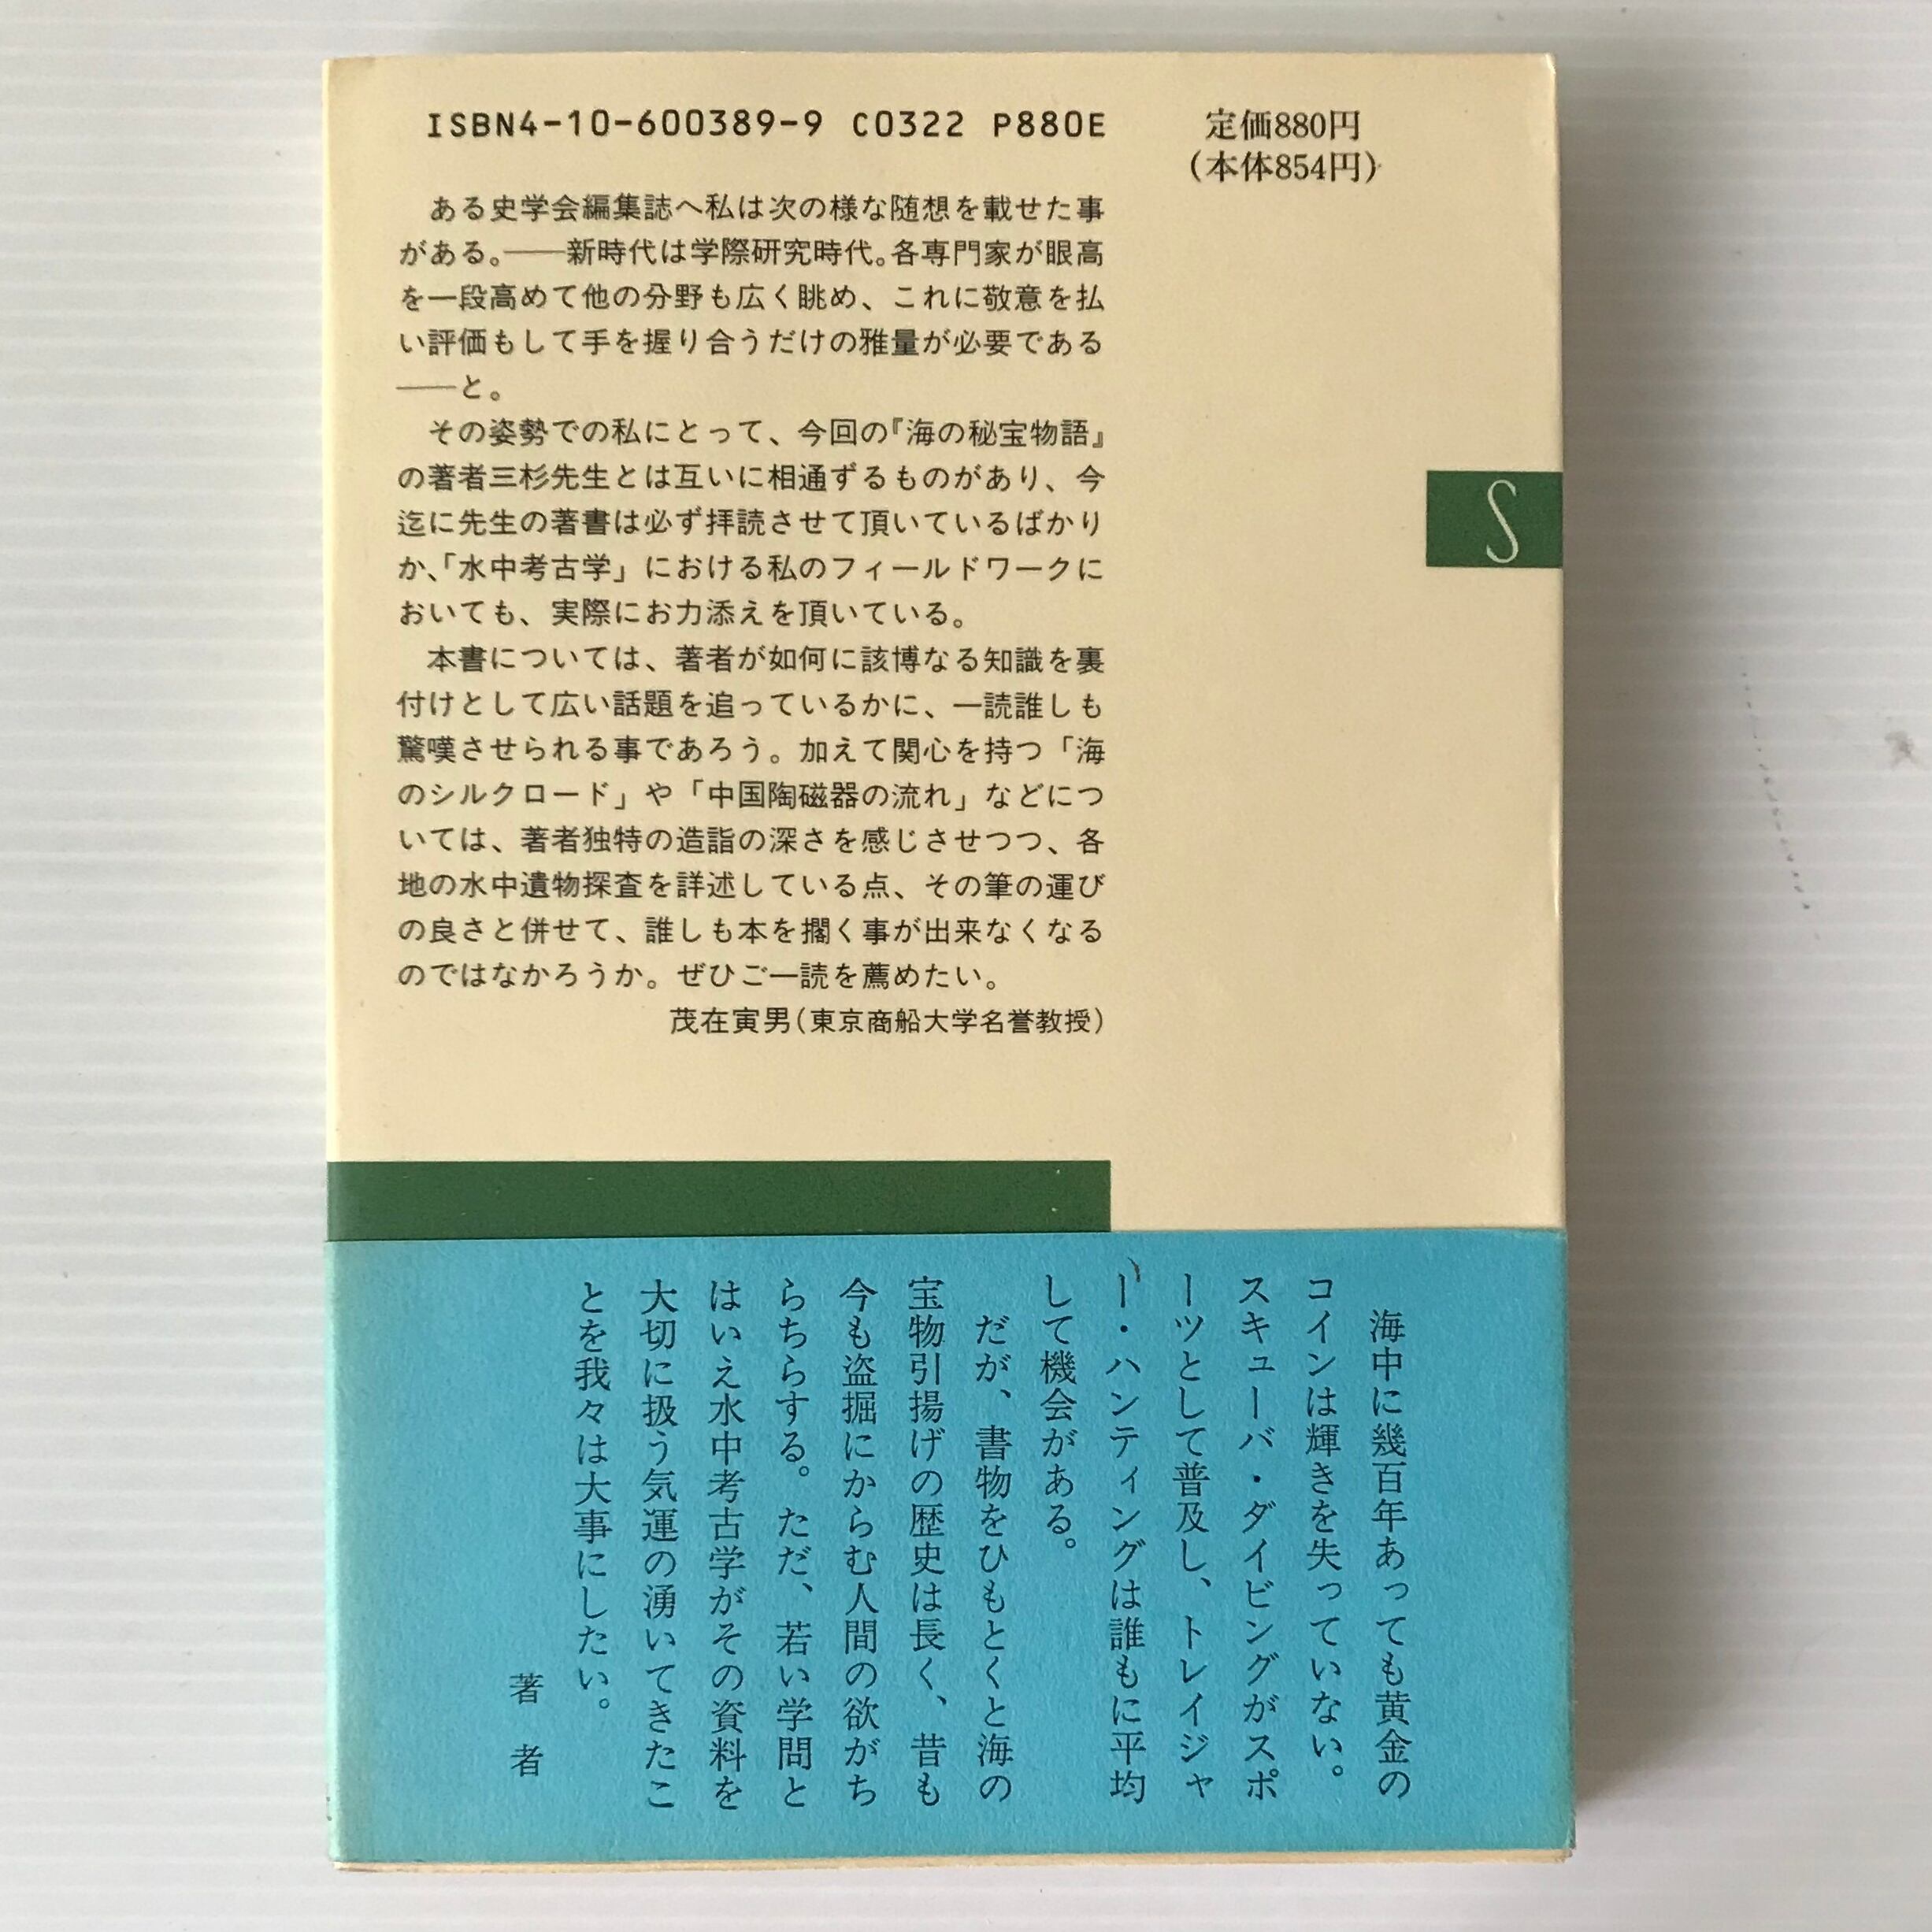 ISBN4-10-600389-9 C0322 P880E
定価880円
(本体854円)
ある史学会編集誌へ私は次の様な随想を載せた事
がある。――新時代は学際研究時代。各専門家が眼高
を一段高めて他の分野も広く眺め、これに敬意を払
い評価もして手を握り合うだけの雅量が必要である
――と。
その姿勢での私にとって、今回の『海の秘宝物語』
の著者三杉先生とは互いに相通ずるものがあり、今
迄に先生の著書は必ず拝読させて頂いているばかり
か、「水中考古学」における私のフィールドワークに
おいても、実際にお力添えを頂いている。
本書については、著者が如何に該博なる知識を裏
付けとして広い話題を追っているかに、一読誰しも
驚嘆させられる事であろう。加えて関心を持つ「海
のシルクロード」や「中国陶磁器の流れ」などにつ
いては、著者独特の造詣の深さを感じさせつつ、各
地の水中遺物探査を詳述している点、その筆の運び
の良さと併せて、誰しも本を擱く事が出来なくなる
のではなかろうか。ぜひご一読を薦めたい。
茂在寅男(東京商船大学名誉教授)
S
海中に幾百年あっても黄金の
コインは輝きを失っていない。
スキューバ・ダイビングがスポ
ーツとして普及し、トレイジャ
ー・ハンティングは誰もに平均
して機会がある。
だが、書物をひもとくと海の
宝物引揚げの歴史は長く、昔も
今も盗掘にからむ人間の欲がち
らちらする。ただ、若い学問と
はいえ水中考古学がその資料を
大切に扱う気運の湧いてきたこ
とを我々は大事にしたい。
著者